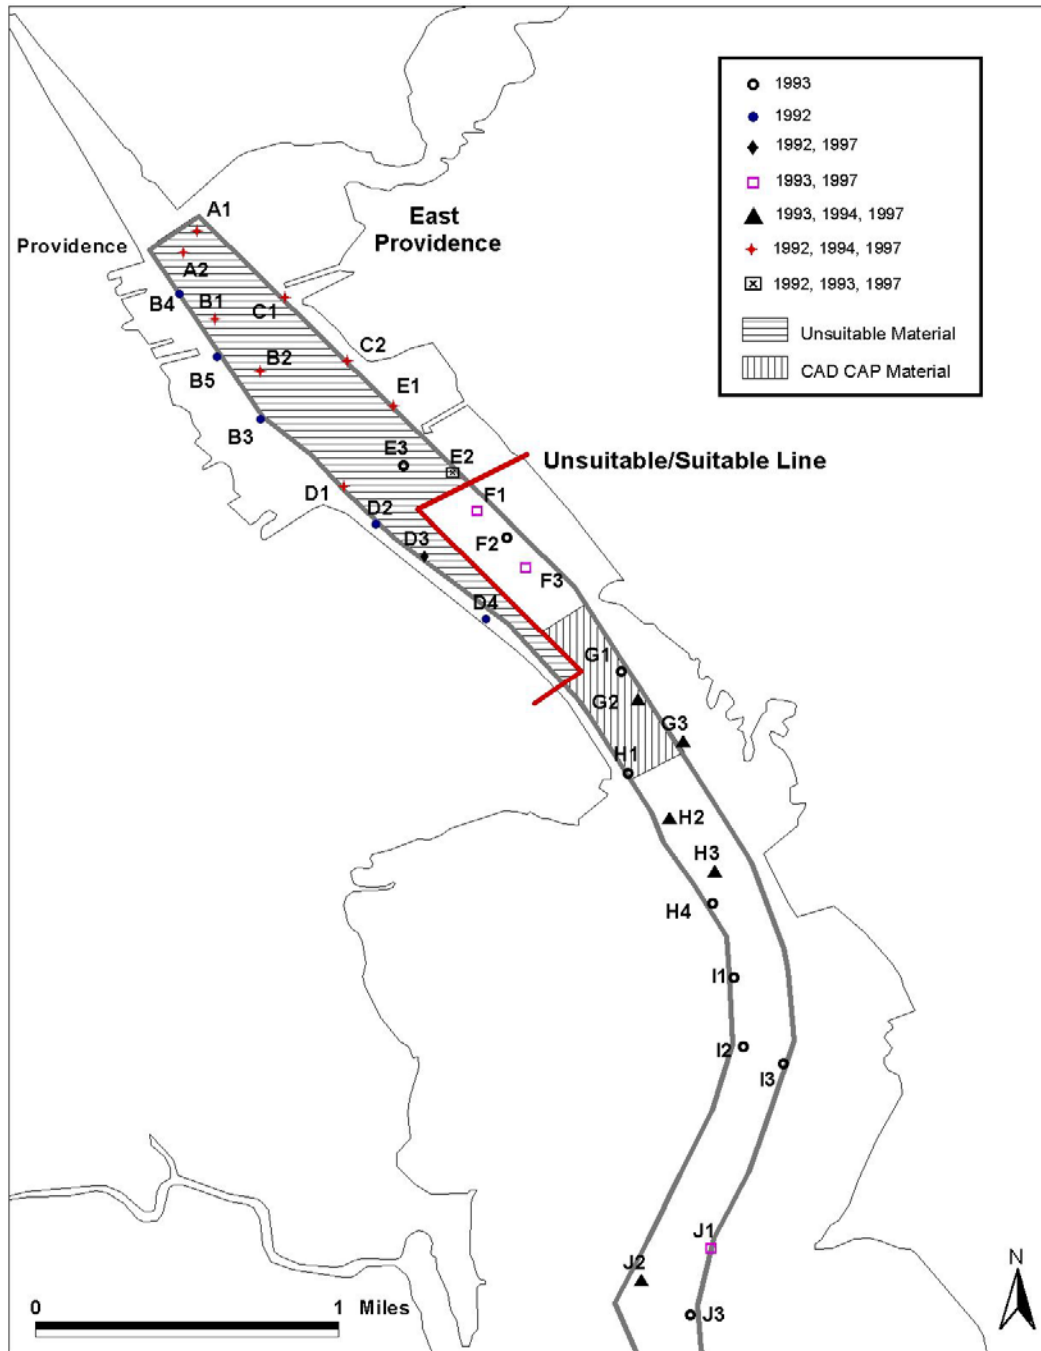 1993
1992
1992, 1997
1993, 1997
1993, 1994, 1997
1992, 1994, 1997
1992, 1993, 1997
Unsuitable Material
CAD CAP Material
A1
East
Providence
Providence
A2
B4
B1
C1
C2
B2
B5
E1
B3
E3
E2
Unsuitable/Suitable Line
D1
F1
D2
D3
F2
F3
D4
G1
G2
G3
H1
H2
H3
H4
I1
I2
I3
J1
J2
J3
N
0
1
Miles